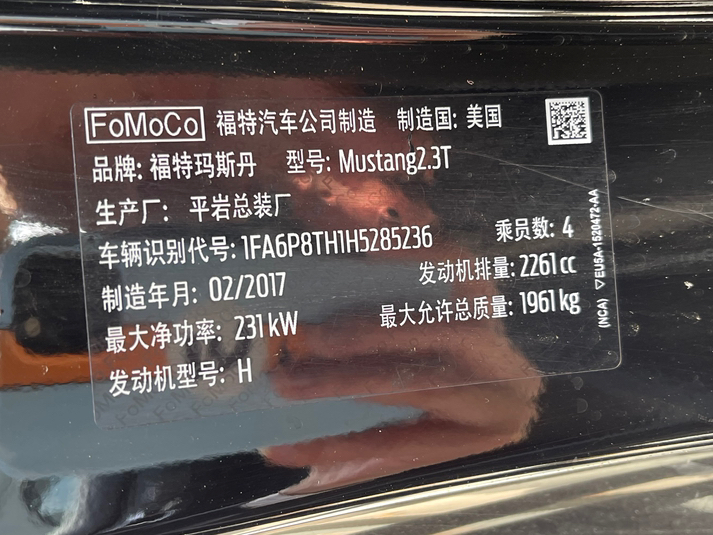 FoMoCo 福特汽车公司制造 制造国: 美国
品牌: 福特玛斯丹 型号: Mustang2.3T
生产厂: 平岩总装厂
车辆识别代号: 1FA6P8TH1H5285236 乘员数: 4
制造年月: 02/2017 发动机排量: 2261 cc
最大净功率: 231 kW 最大允许总质量: 1961 kg
发动机型号: H
(NCA) ▽EU5A-1520472-AA